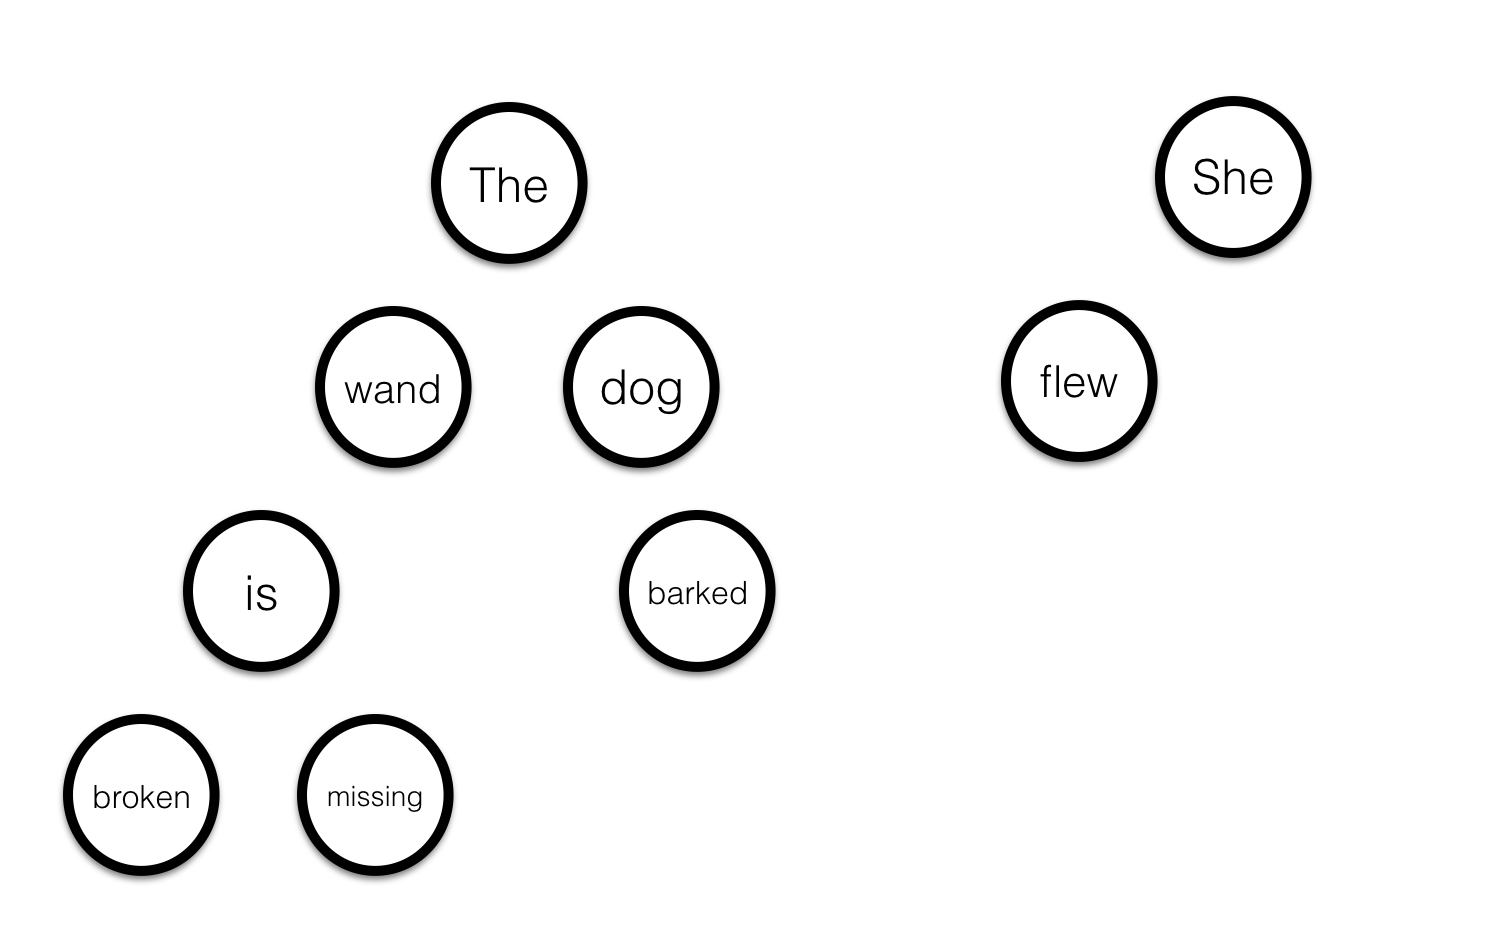 The
She
wand
dog
flew
is
barked
broken
missing